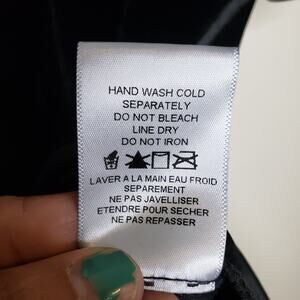 HAND WASH COLD
SEPARATELY
DO NOT BLEACH
LINE DRY
DO NOT IRON
LAVER A LA MAIN EAU FROID
SEPAREMENT
NE PAS JAVELLISER
ETENDRE POUR SECHER
NE PAS REPASSER